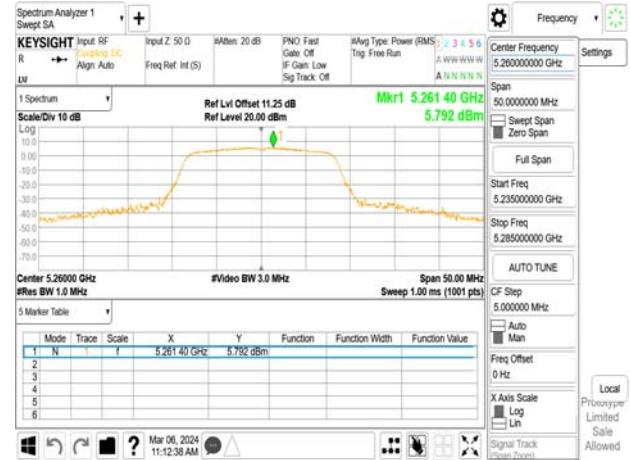 Spectrum Analyzer 1
Swept SA
+
Frequency
KEYSIGHT Input: RF Input Z: 50 Ω #Atten: 20 dB PNO: Fast #Avg Type: Power (RMS 1 2 3 4 5 6
R Coupling: DC Gate: Off Trig: Free Run A W W W W W
Align: Auto Freq Ref: Int (S) IF Gain: Low
Sig Track: Off A N N N N N
Center Frequency
5.260000000 GHz
Settings
Span
50.0000000 MHz
Swept Span
Zero Span
Full Span
Start Freq
5.235000000 GHz
Stop Freq
5.285000000 GHz
AUTO TUNE
CF Step
5.000000 MHz
Auto
Man
Freq Offset
0 Hz
X Axis Scale
Log
Lin
Signal Track
(Span Zoom)
Local
Prototype
Limited
Sale
Allowed
1 Spectrum
Scale/Div 10 dB
Ref Lvl Offset 11.25 dB
Ref Level 20.00 dBm
Mkr1 5.261 40 GHz
5.792 dBm
Log
10.0
0.00
-10.0
-20.0
-30.0
-40.0
-50.0
-60.0
-70.0
1
Center 5.26000 GHz #Video BW 3.0 MHz Span 50.00 MHz
#Res BW 1.0 MHz Sweep 1.00 ms (1001 pts)
5 Marker Table
Mode Trace Scale X Y Function Function Width Function Value
1 N 1 f 5.261 40 GHz 5.792 dBm
2
3
4
5
6
?
Mar 06, 2024
11:12:38 AM